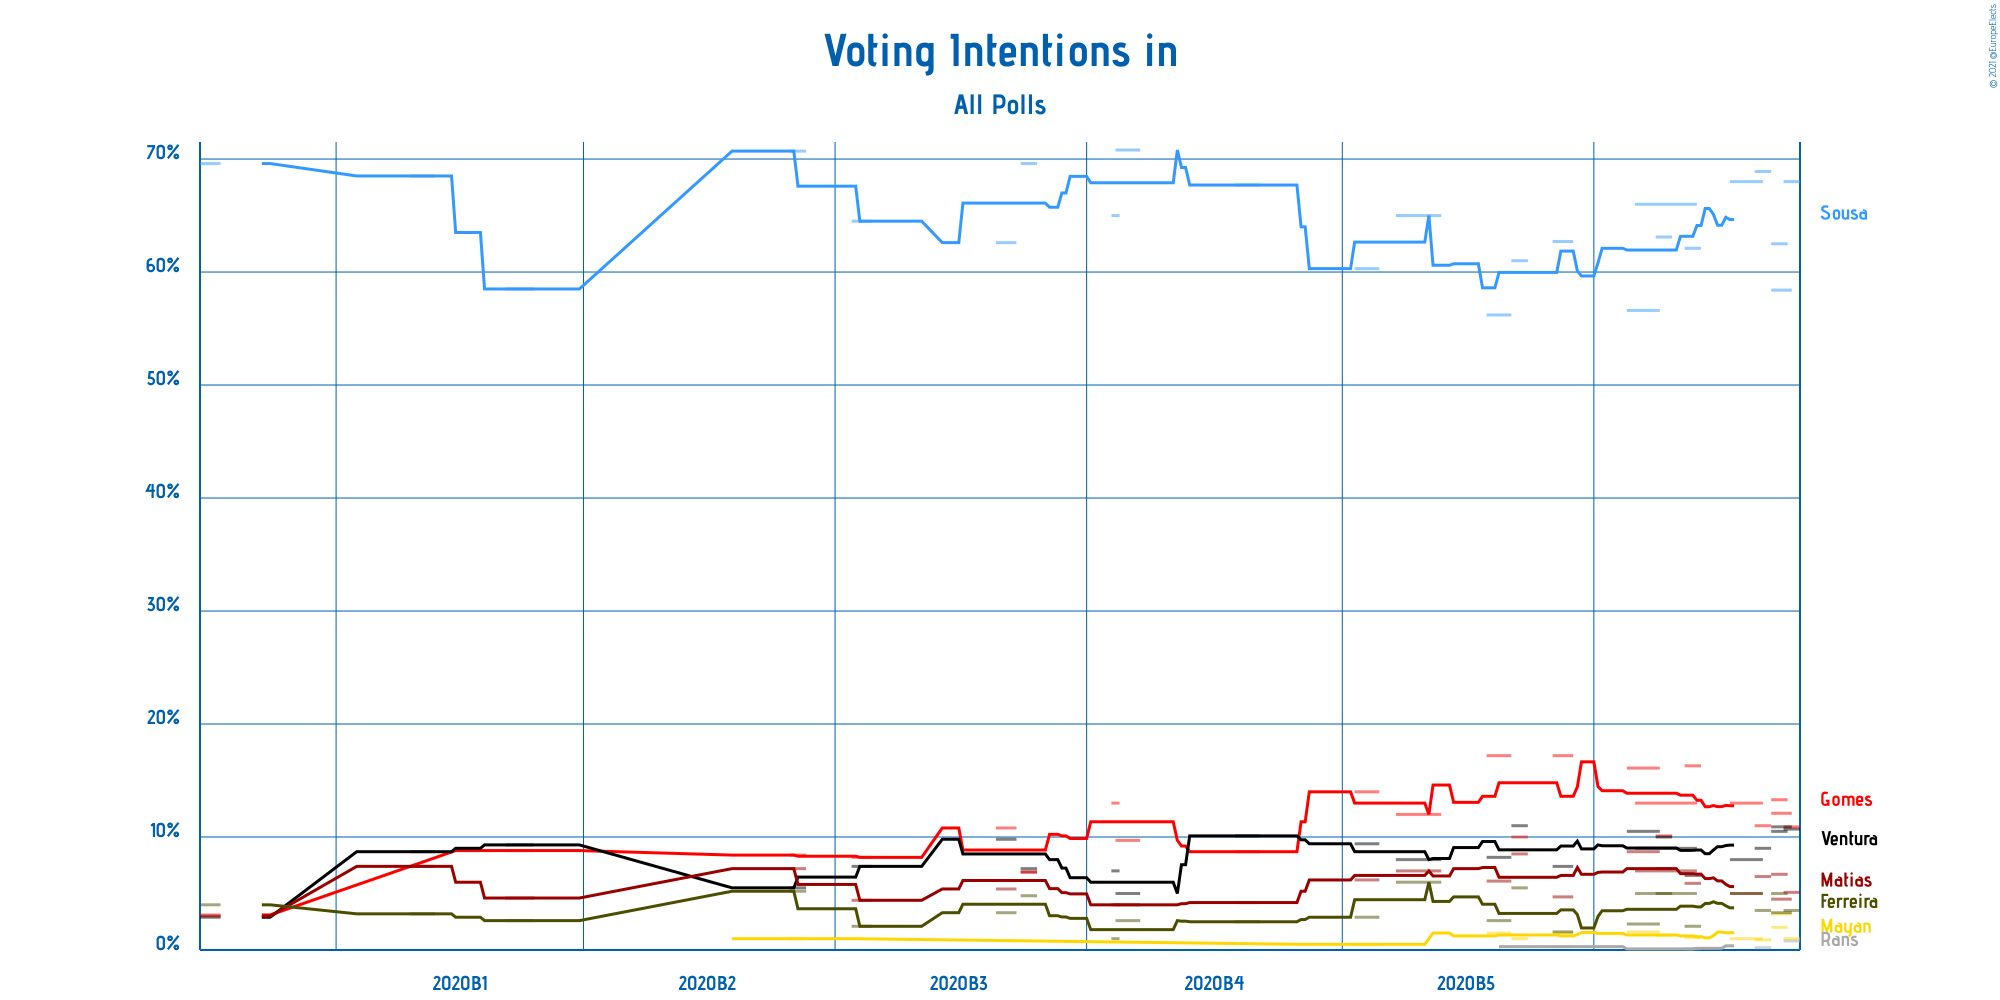 © 2021 @EuropeElects
Voting Intentions in
All Polls
70%
60%
50%
40%
30%
20%
10%
0%
Sousa
Gomes
Ventura
Matias
Ferreira
Mayan
Rans
2020B1
2020B2
2020B3
2020B4
2020B5